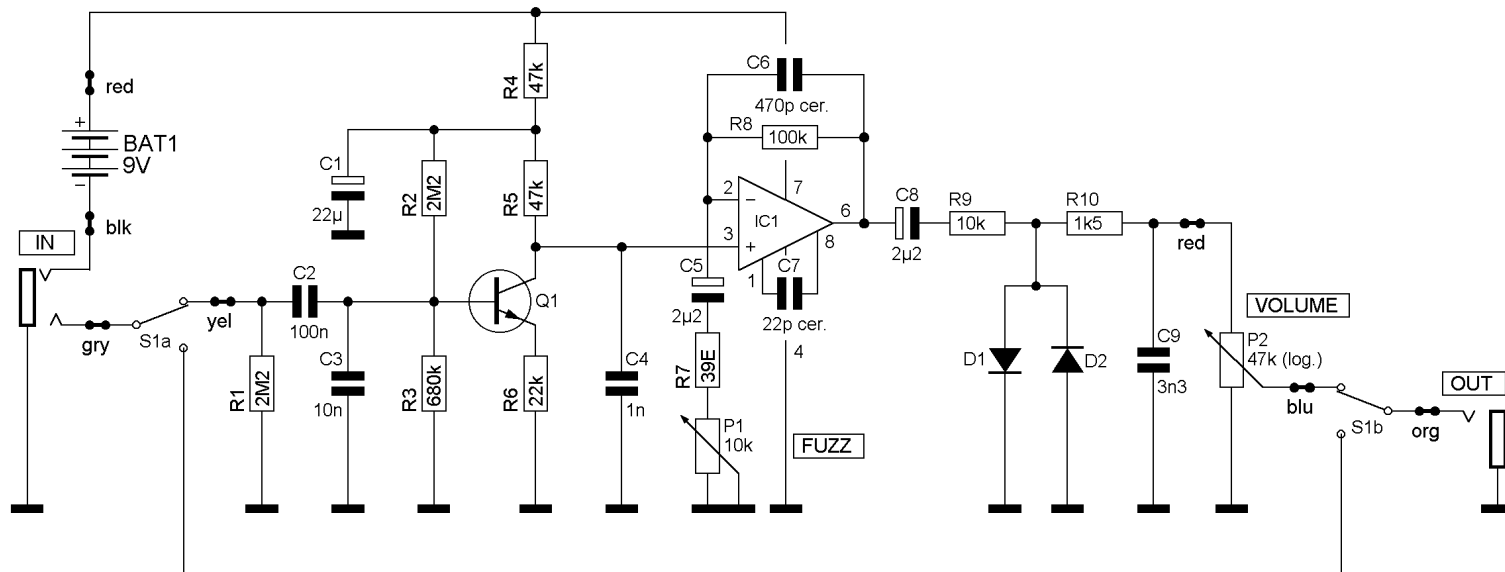 red
+
BAT1
9V
−
blk
IN
gry
S1a
yel
C2
100n
R1
2M2
C3
10n
C1
22µ
R2
2M2
R3
680k
R4
47k
R5
47k
Q1
R6
22k
C4
1n
C6
470p cer.
R8
100k
2
−
IC1
3
+
7
6
8
1
4
C7
22p cer.
C5
2µ2
R7
39E
P1
10k
FUZZ
C8
2µ2
R9
10k
R10
1k5
D1
D2
C9
3n3
red
VOLUME
P2
47k (log.)
blu
S1b
org
OUT